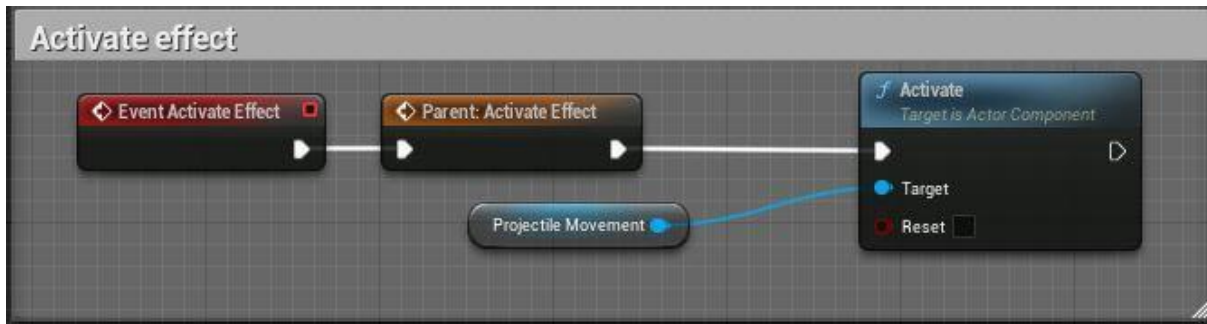 Activate effect
Event Activate Effect
Parent: Activate Effect
f Activate
Target is Actor Component
Target
Projectile Movement
Reset